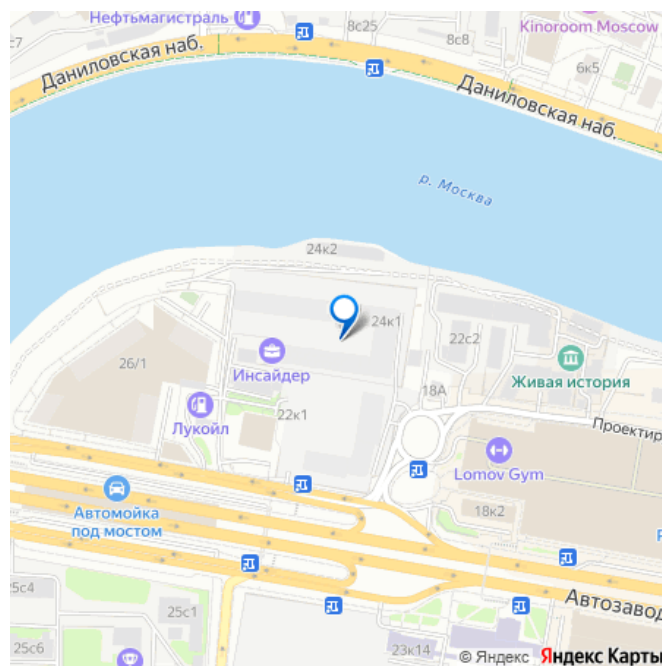 Нефтьмагистраль
8с25
8с8
Kinoroom Moscow
с7
6к5
Даниловская наб.
Даниловская наб.
р. Москва
24к2
24к1
22с2
26/1
Инсайдер
Живая история
18А
22к1
Лукойл
Проектир
Lomov Gym
Автомойка
под мостом
18к2
25с4
25с1
Автозавод
25с6
23к14
© Яндекс Яндекс Карты